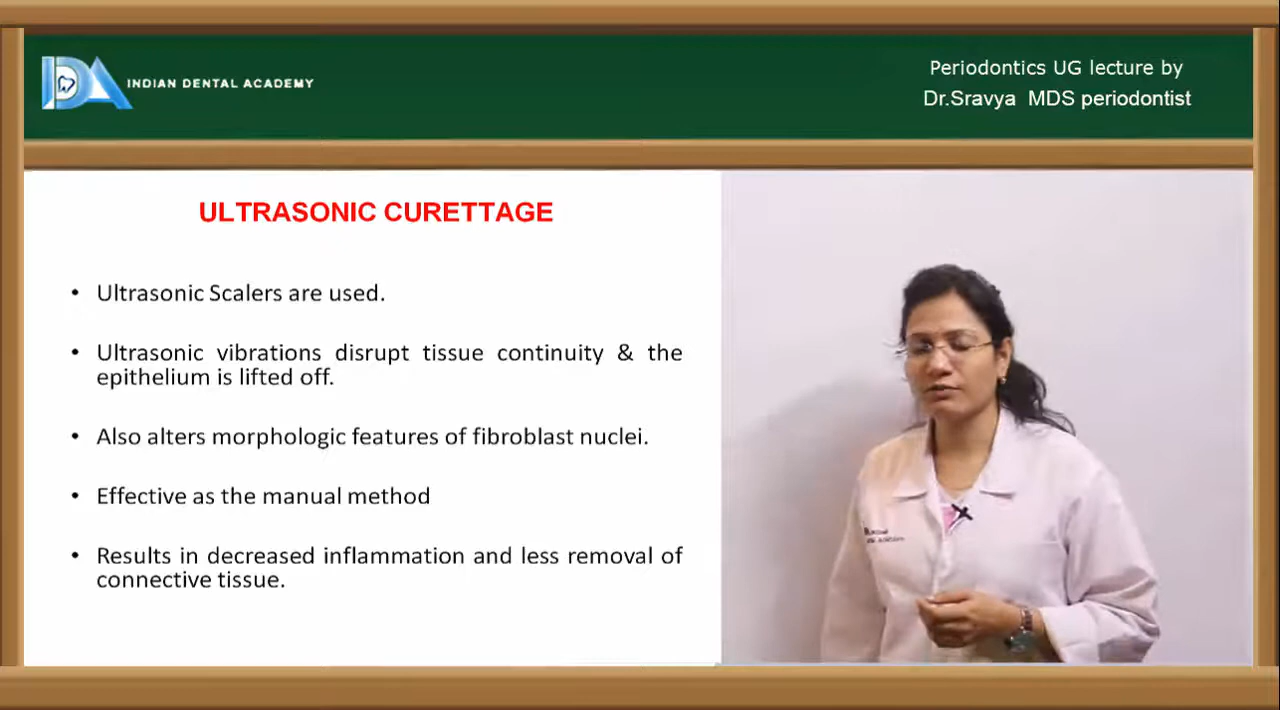 INDIAN DENTAL ACADEMY
Periodontics UG lecture by
Dr.Sravya MDS periodontist
ULTRASONIC CURETTAGE
• Ultrasonic Scalers are used.
• Ultrasonic vibrations disrupt tissue continuity & the
epithelium is lifted off.
• Also alters morphologic features of fibroblast nuclei.
• Effective as the manual method
• Results in decreased inflammation and less removal of
connective tissue.